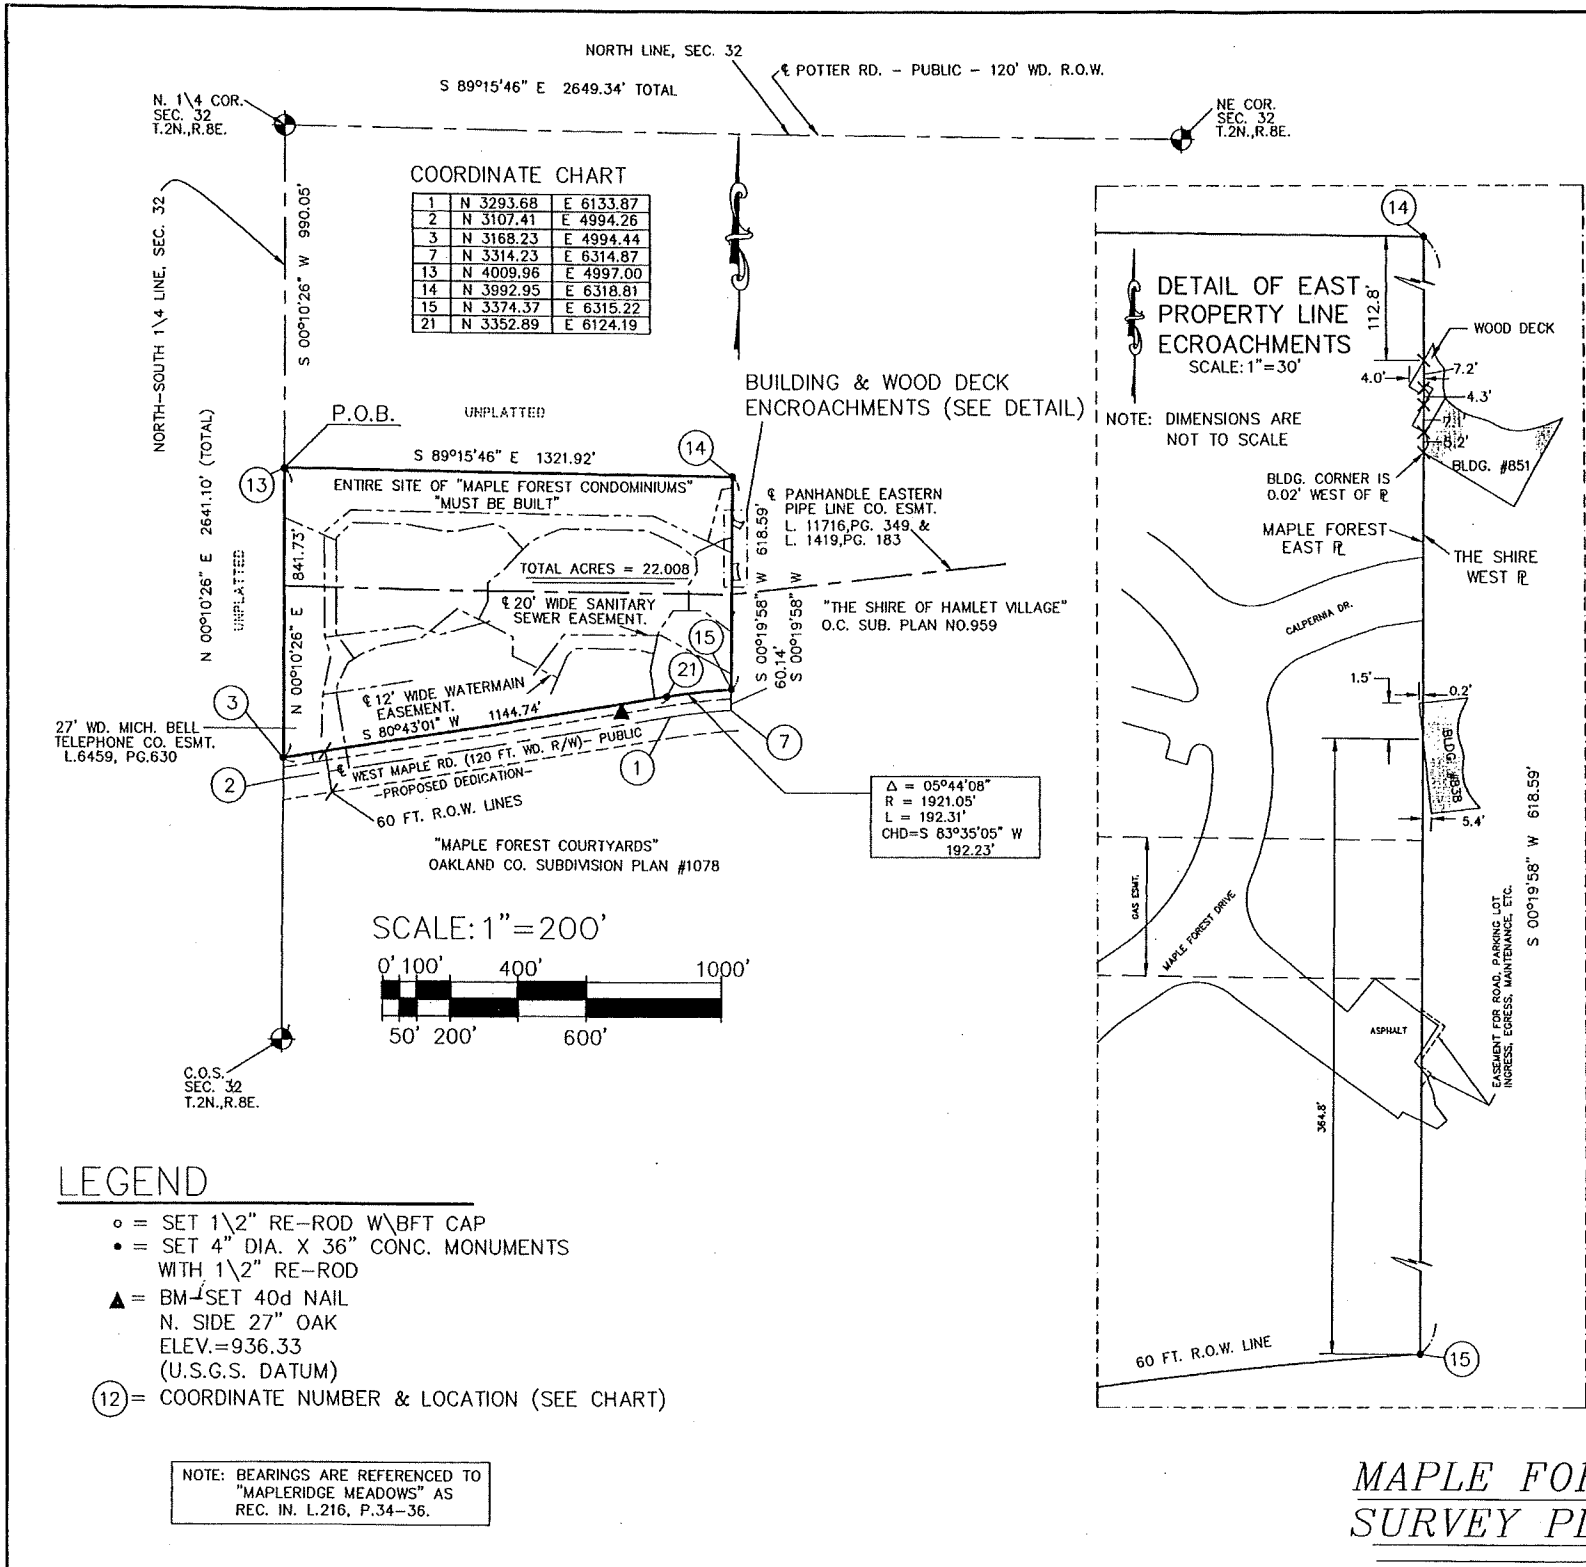 NORTH LINE, SEC. 32
℄ POTTER RD. - PUBLIC - 120' WD. R.O.W.
S 89°15'46" E 2649.34' TOTAL
N. 1\4 COR.
SEC. 32
T.2N.,R.8E.
NE COR.
SEC. 32
T.2N.,R.8E.
NORTH-SOUTH 1\4 LINE, SEC. 32
S 00°10'26" W 990.05'
COORDINATE CHART
1 N 3293.68 E 6133.87
2 N 3107.41 E 4994.26
3 N 3168.23 E 4994.44
7 N 3314.23 E 6314.87
13 N 4009.96 E 4997.00
14 N 3992.95 E 6318.81
15 N 3374.37 E 6315.22
21 N 3352.89 E 6124.19
BUILDING & WOOD DECK
ENCROACHMENTS (SEE DETAIL)
P.O.B.
UNPLATTED
S 89°15'46" E 1321.92'
13
14
ENTIRE SITE OF "MAPLE FOREST CONDOMINIUMS"
"MUST BE BUILT"
N 00°10'26" E 2641.10' (TOTAL)
UNPLATTED
N 00°10'26" E 841.73'
℄ PANHANDLE EASTERN
PIPE LINE CO. ESMT.
L. 11716,PG. 349, &
L. 1419,PG. 183
S 00°19'58" W 618.59'
TOTAL ACRES = 22.008
℄ 20' WIDE SANITARY
SEWER EASEMENT.
"THE SHIRE OF HAMLET VILLAGE"
O.C. SUB. PLAN NO.959
15
21
S 00°19'58" W
60.14'
℄ 12' WIDE WATERMAIN
EASEMENT.
S 80°43'01" W 1144.74'
3
27' WD. MICH. BELL
TELEPHONE CO. ESMT.
L.6459, PG.630
2
1
7
℄ WEST MAPLE RD. (120 FT. WD. R/W)- PUBLIC
-PROPOSED DEDICATION-
60 FT. R.O.W. LINES
Δ = 05°44'08"
R = 1921.05'
L = 192.31'
CHD=S 83°35'05" W
192.23'
"MAPLE FOREST COURTYARDS"
OAKLAND CO. SUBDIVISION PLAN #1078
SCALE: 1"=200'
0' 100' 400' 1000'
50' 200' 600'
C.O.S.
SEC. 32
T.2N.,R.8E.
LEGEND
o = SET 1\2" RE-ROD W\BFT CAP
• = SET 4" DIA. X 36" CONC. MONUMENTS
WITH 1\2" RE-ROD
▲ = BM-SET 40d NAIL
N. SIDE 27" OAK
ELEV.=936.33
(U.S.G.S. DATUM)
12 = COORDINATE NUMBER & LOCATION (SEE CHART)
NOTE: BEARINGS ARE REFERENCED TO
"MAPLERIDGE MEADOWS" AS
REC. IN. L.216, P.34-36.
14
DETAIL OF EAST
PROPERTY LINE
ECROACHMENTS
SCALE: 1"=30'
NOTE: DIMENSIONS ARE
NOT TO SCALE
112.8'
WOOD DECK
4.0'
7.2'
4.3'
7.1'
BLDG. #851
BLDG. CORNER IS
0.02' WEST OF ℙ
MAPLE FOREST
EAST ℙ
THE SHIRE
WEST ℙ
CALPERNIA DR.
1.5'
0.2'
BLDG. #838
5.4'
S 00°19'58" W 618.59'
GAS ESMT.
MAPLE FOREST DRIVE
ASPHALT
EASEMENT FOR ROAD, PARKING LOT
INGRESS, EGRESS, MAINTENANCE, ETC.
364.8'
60 FT. R.O.W. LINE
15
MAPLE FOR
SURVEY PL